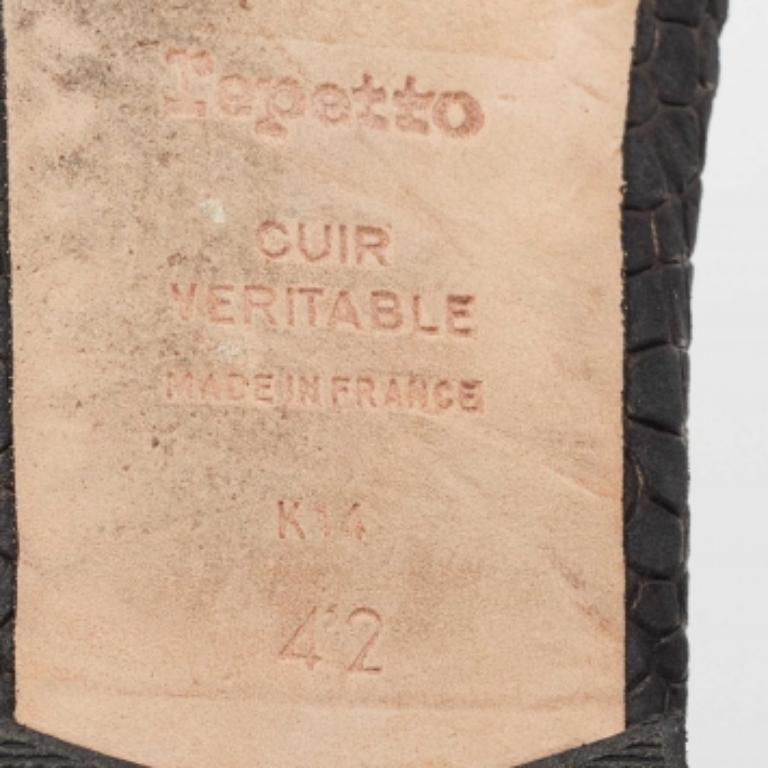 repetto
CUIR
VERITABLE
MADE IN FRANCE
K14
42